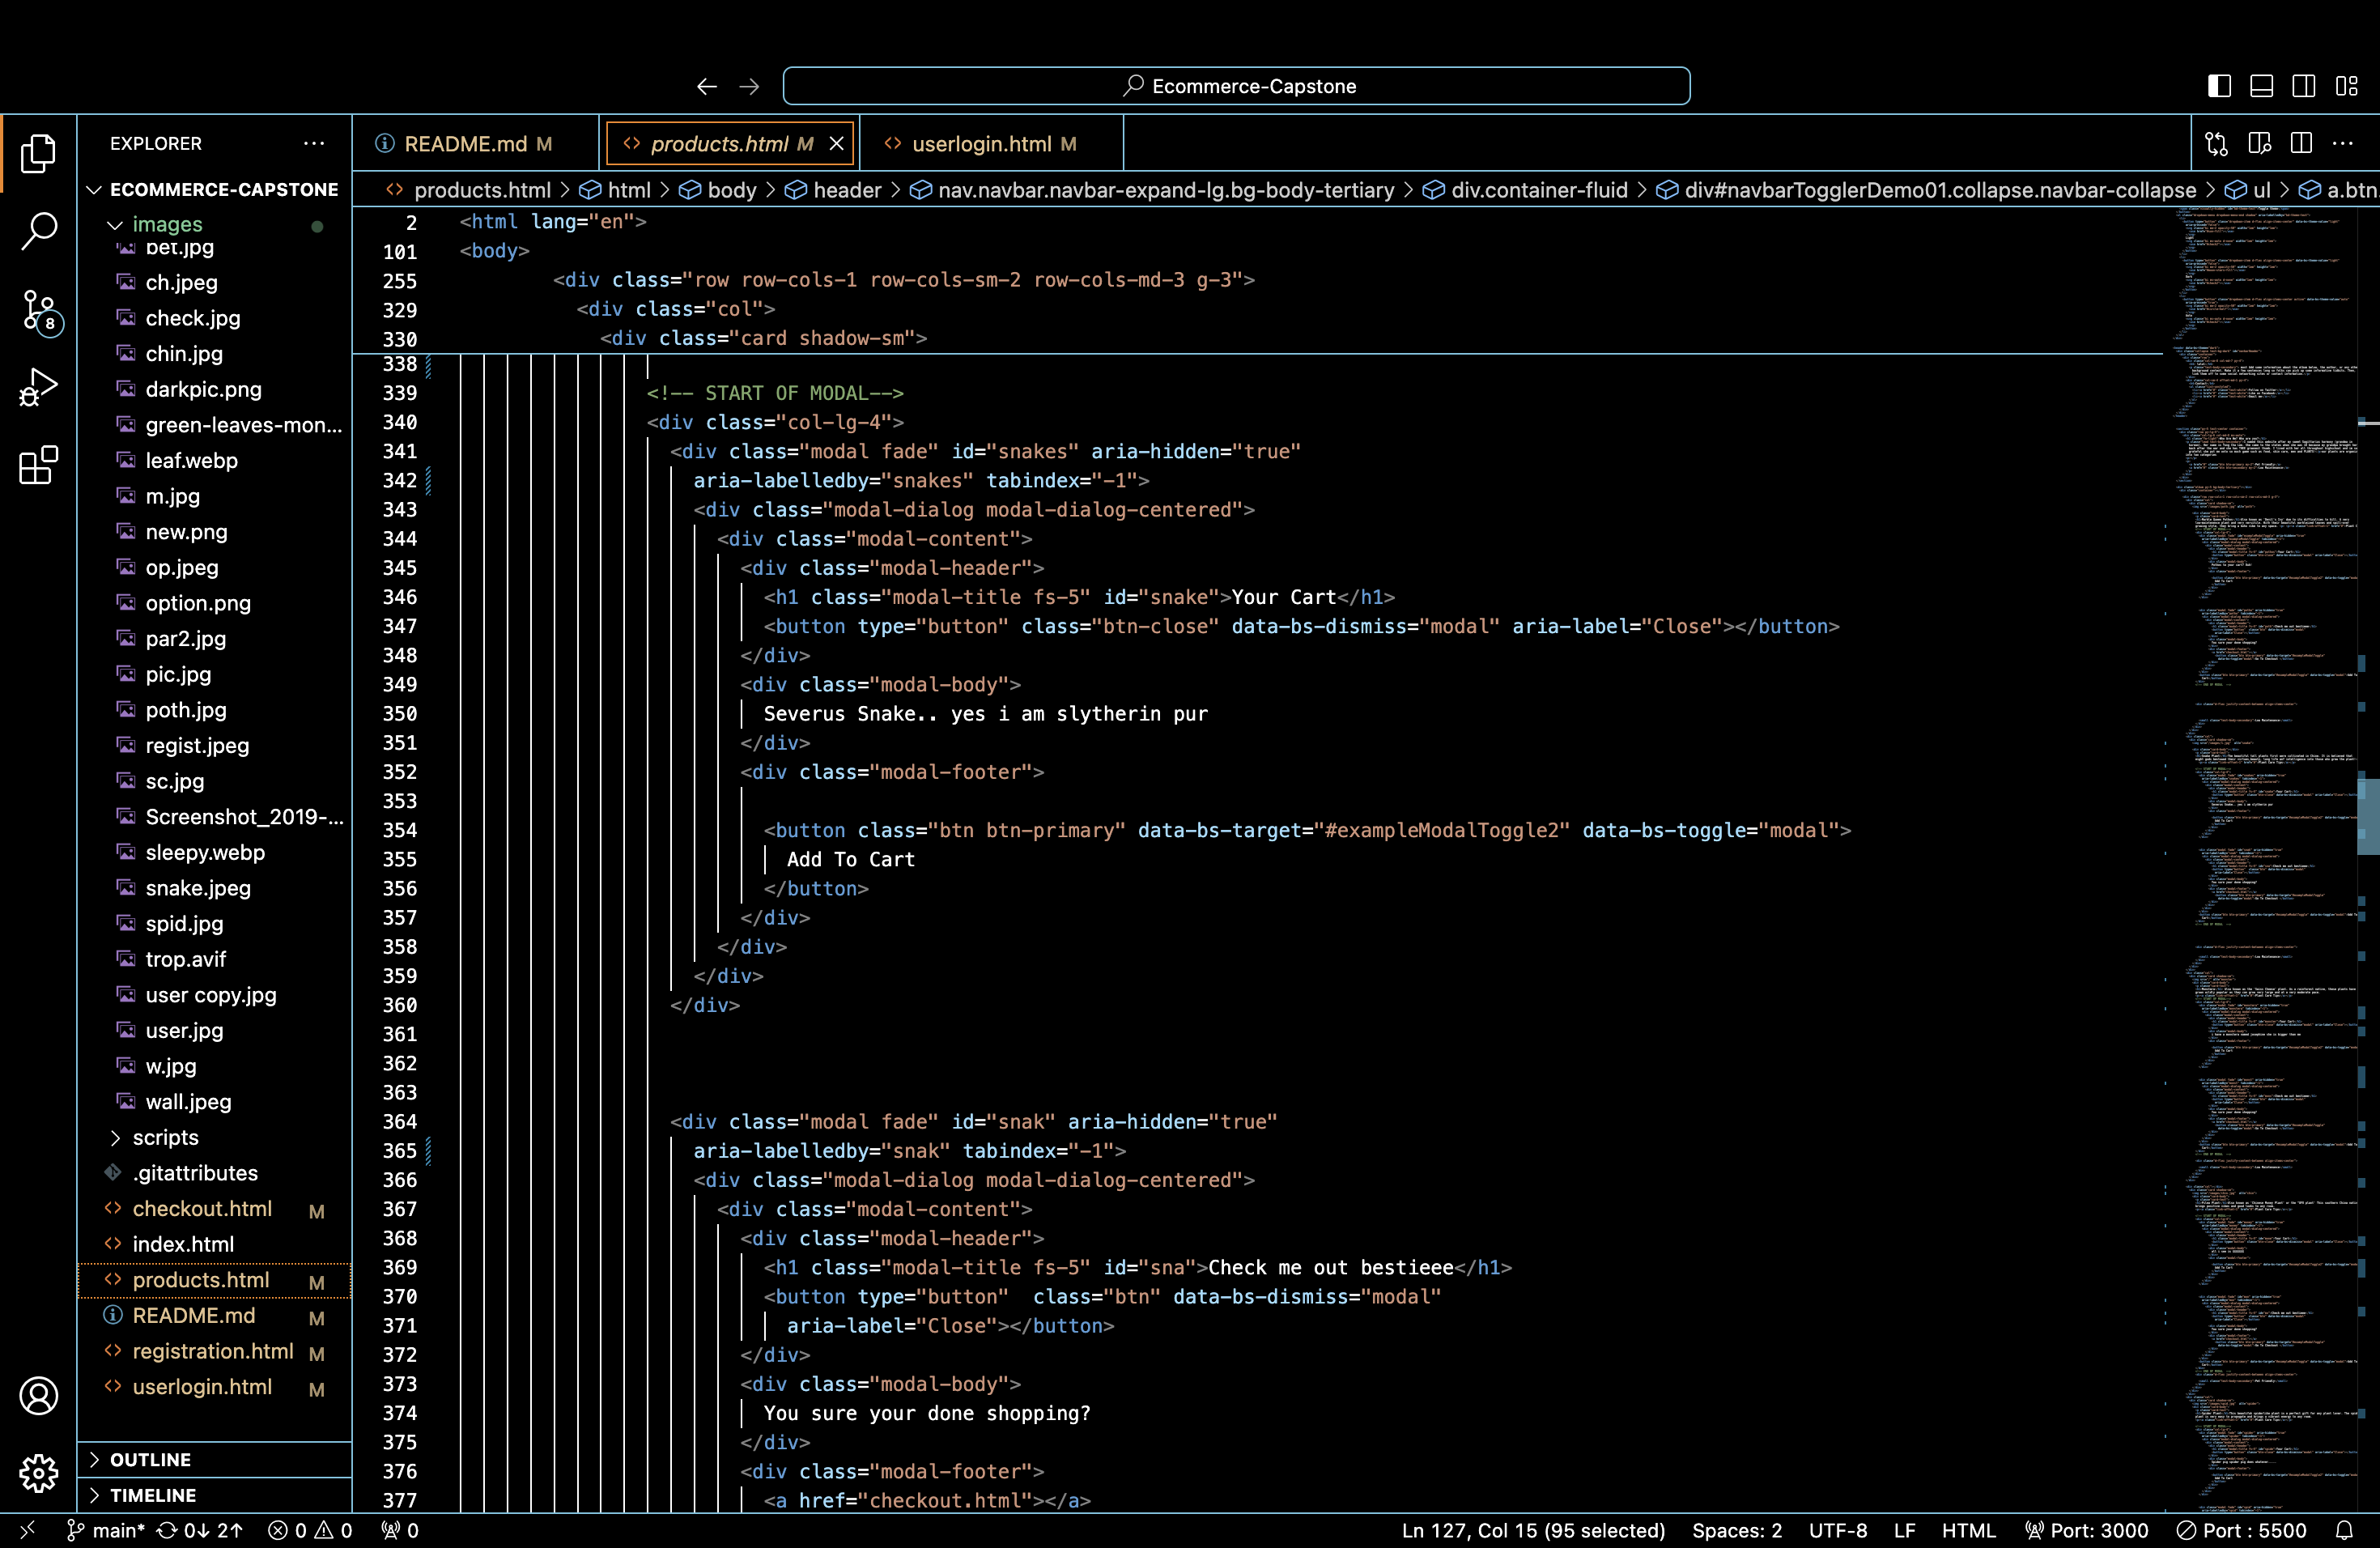 Ecommerce-Capstone
EXPLORER
README.md M
products.html M
userlogin.html M
ECOMMERCE-CAPSTONE
products.html > html > body > header > nav.navbar.navbar-expand-lg.bg-body-tertiary > div.container-fluid > div#navbarTogglerDemo01.collapse.navbar-collapse > ul > a.btn.
images
bet.jpg
ch.jpeg
check.jpg
chin.jpg
darkpic.png
green-leaves-mon...
leaf.webp
m.jpg
new.png
op.jpeg
option.png
par2.jpg
pic.jpg
poth.jpg
regist.jpeg
sc.jpg
Screenshot_2019-...
sleepy.webp
snake.jpeg
spid.jpg
trop.avif
user copy.jpg
user.jpg
w.jpg
wall.jpeg
scripts
.gitattributes
checkout.html M
index.html
products.html M
README.md M
registration.html M
userlogin.html M
OUTLINE
TIMELINE
8
2 <html lang="en">
101 <body>
255 <div class="row row-cols-1 row-cols-sm-2 row-cols-md-3 g-3">
329 <div class="col">
330 <div class="card shadow-sm">
338
339 <!-- START OF MODAL-->
340 <div class="col-lg-4">
341 <div class="modal fade" id="snakes" aria-hidden="true"
342 aria-labelledby="snakes" tabindex="-1">
343 <div class="modal-dialog modal-dialog-centered">
344 <div class="modal-content">
345 <div class="modal-header">
346 <h1 class="modal-title fs-5" id="snake">Your Cart</h1>
347 <button type="button" class="btn-close" data-bs-dismiss="modal" aria-label="Close"></button>
348 </div>
349 <div class="modal-body">
350 Severus Snake.. yes i am slytherin pur
351 </div>
352 <div class="modal-footer">
353
354 <button class="btn btn-primary" data-bs-target="#exampleModalToggle2" data-bs-toggle="modal">
355 Add To Cart
356 </button>
357 </div>
358 </div>
359 </div>
360 </div>
361
362
363
364 <div class="modal fade" id="snak" aria-hidden="true"
365 aria-labelledby="snak" tabindex="-1">
366 <div class="modal-dialog modal-dialog-centered">
367 <div class="modal-content">
368 <div class="modal-header">
369 <h1 class="modal-title fs-5" id="sna">Check me out bestieee</h1>
370 <button type="button"  class="btn" data-bs-dismiss="modal"
371 aria-label="Close"></button>
372 </div>
373 <div class="modal-body">
374 You sure your done shopping?
375 </div>
376 <div class="modal-footer">
377 <a href="checkout.html"></a>
main* 0↓ 2↑ 0 0 0 Ln 127, Col 15 (95 selected) Spaces: 2 UTF-8 LF HTML Port: 3000 Port : 5500